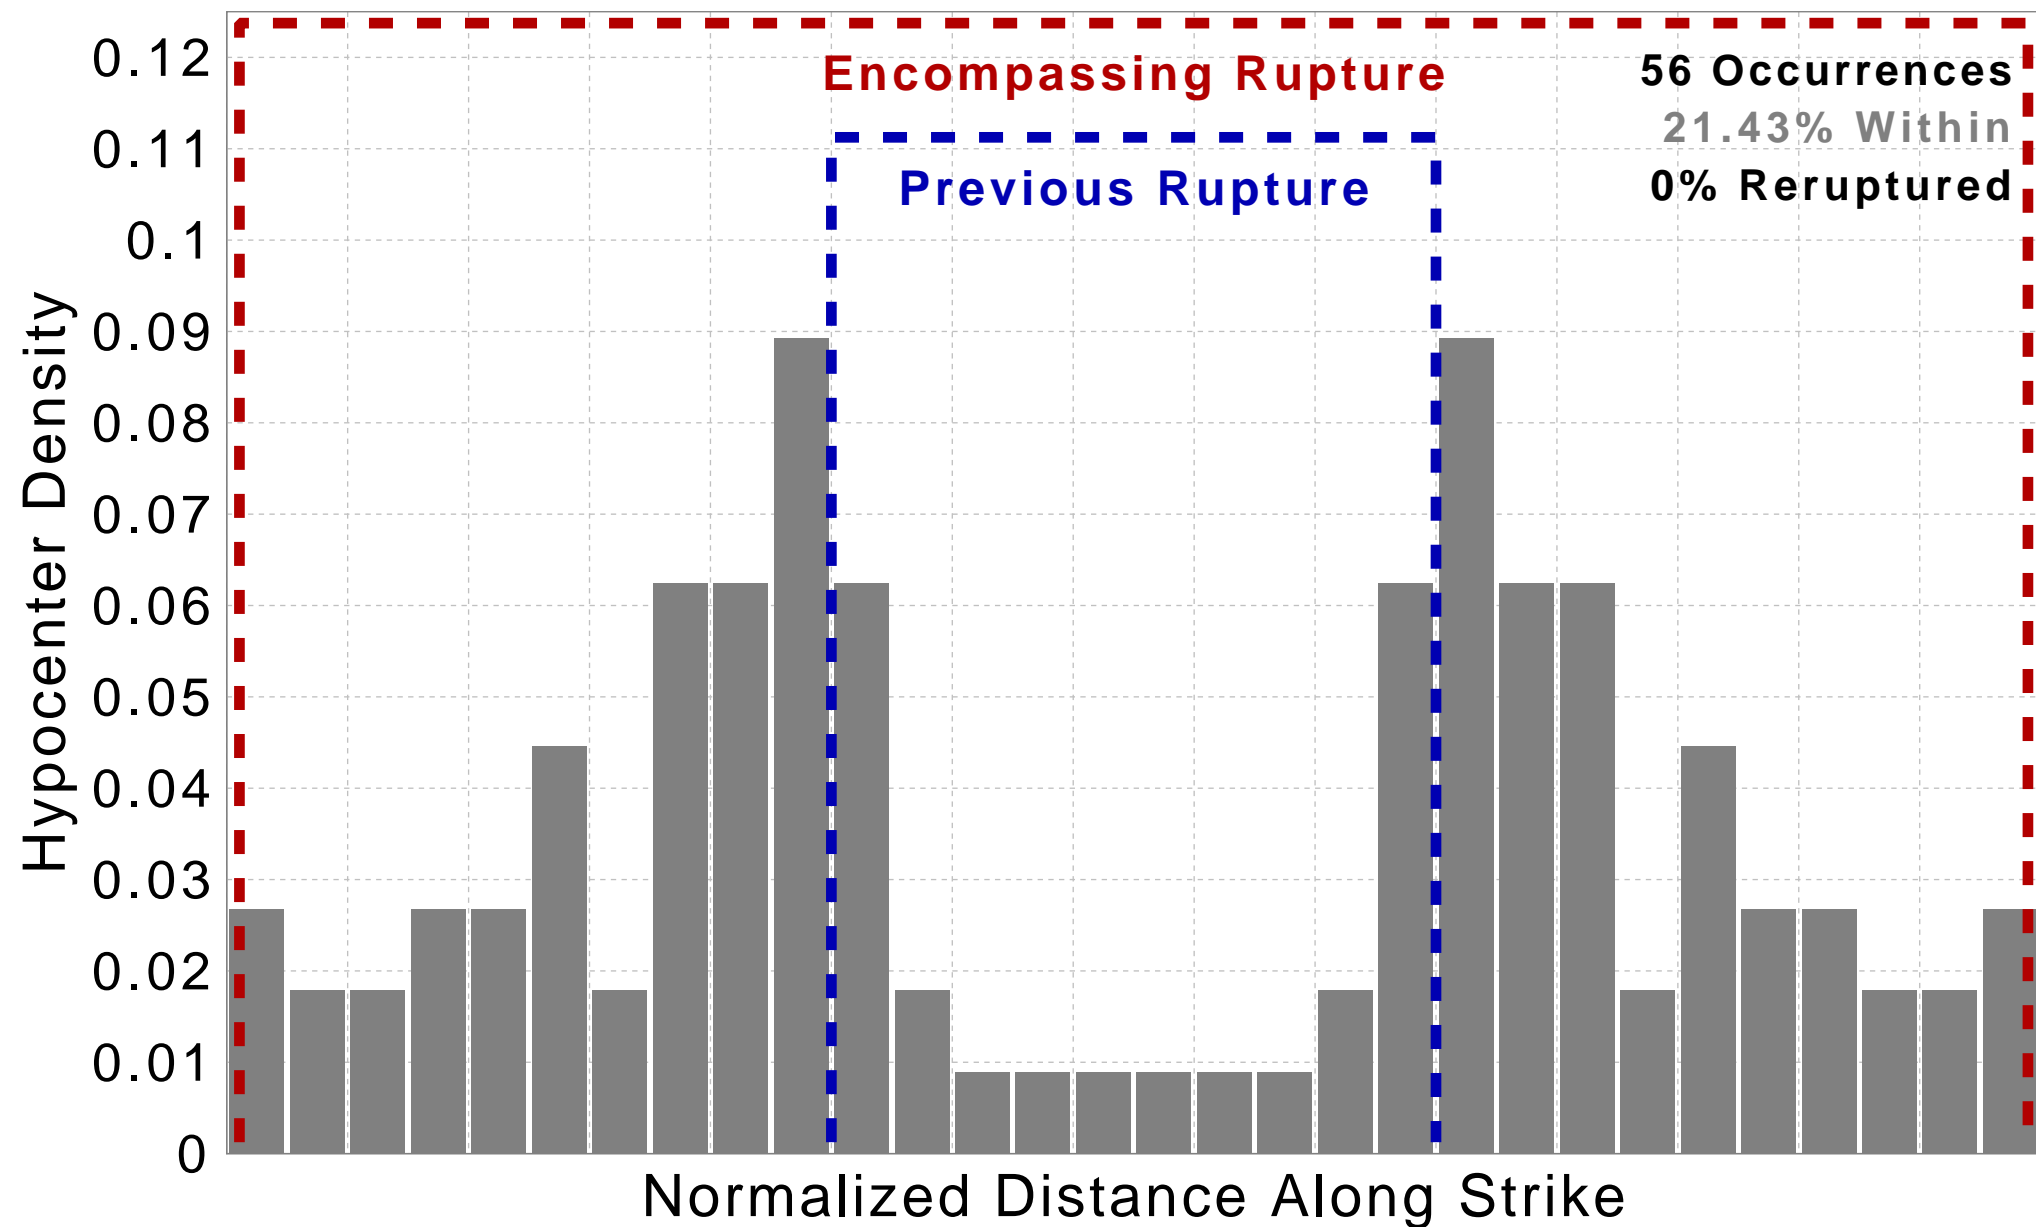 Encompassing Rupture
56 Occurrences
21.43% Within
Previous Rupture
0% Reruptured
0.12
0.11
0.1
0.09
0.08
0.07
0.06
0.05
0.04
0.03
0.02
0.01
0
Hypocenter Density
Normalized Distance Along Strike